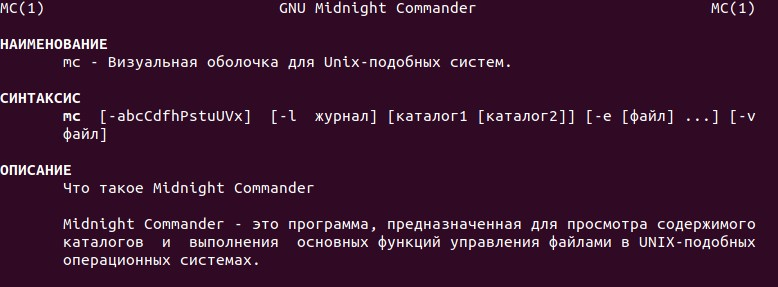 MC(1) GNU Midnight Commander MC(1)
НАИМЕНОВАНИЕ
mc - Визуальная оболочка для Unix-подобных систем.
СИНТАКСИС
mc [-abcCdfhPstuUVx] [-l журнал] [каталог1 [каталог2]] [-e [файл] ...] [-v
файл]
ОПИСАНИЕ
Что такое Midnight Commander
Midnight Commander - это программа, предназначенная для просмотра содержимого
каталогов и выполнения основных функций управления файлами в UNIX-подобных
операционных системах.